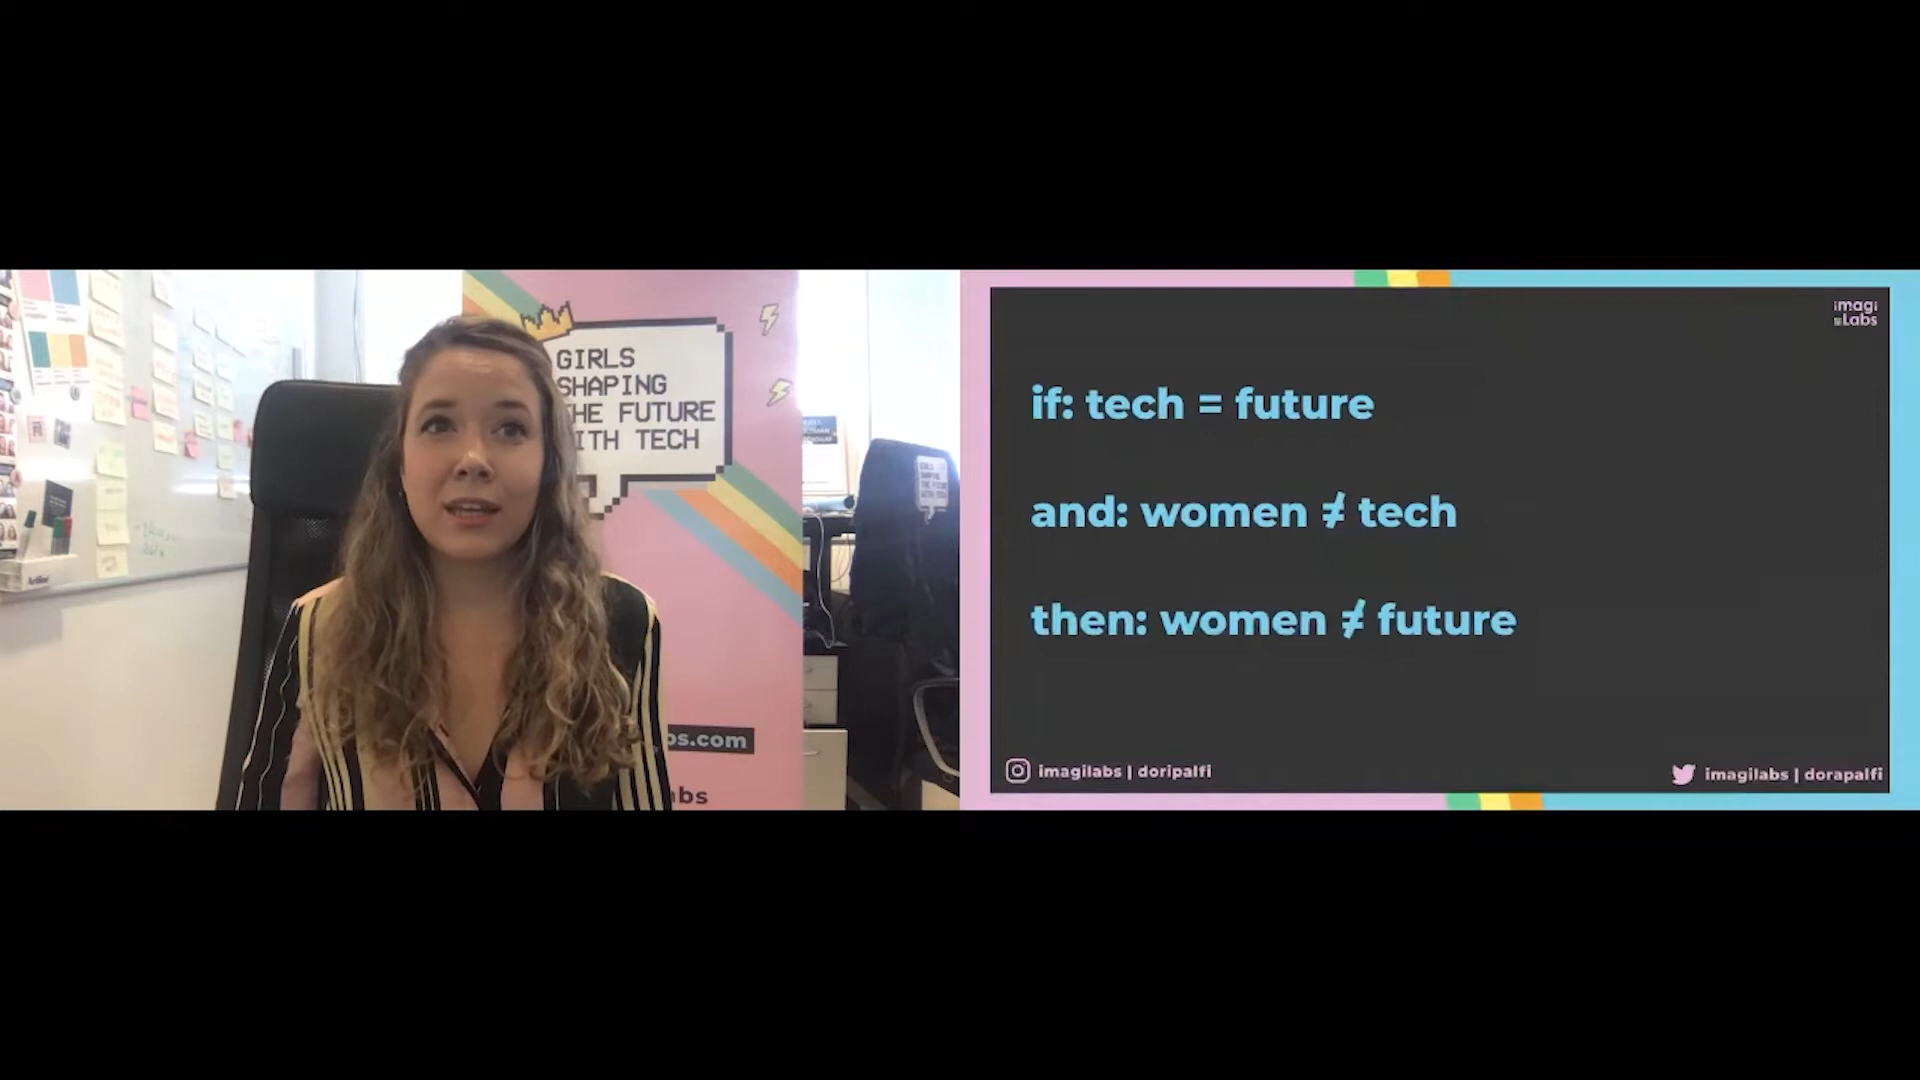 GIRLS
SHAPING
THE FUTURE
WITH TECH
bs.com
abs
imagi
Labs
if: tech = future
and: women ≠ tech
then: women ≠ future
imagilabs | doripalfi
imagilabs | dorapalfi